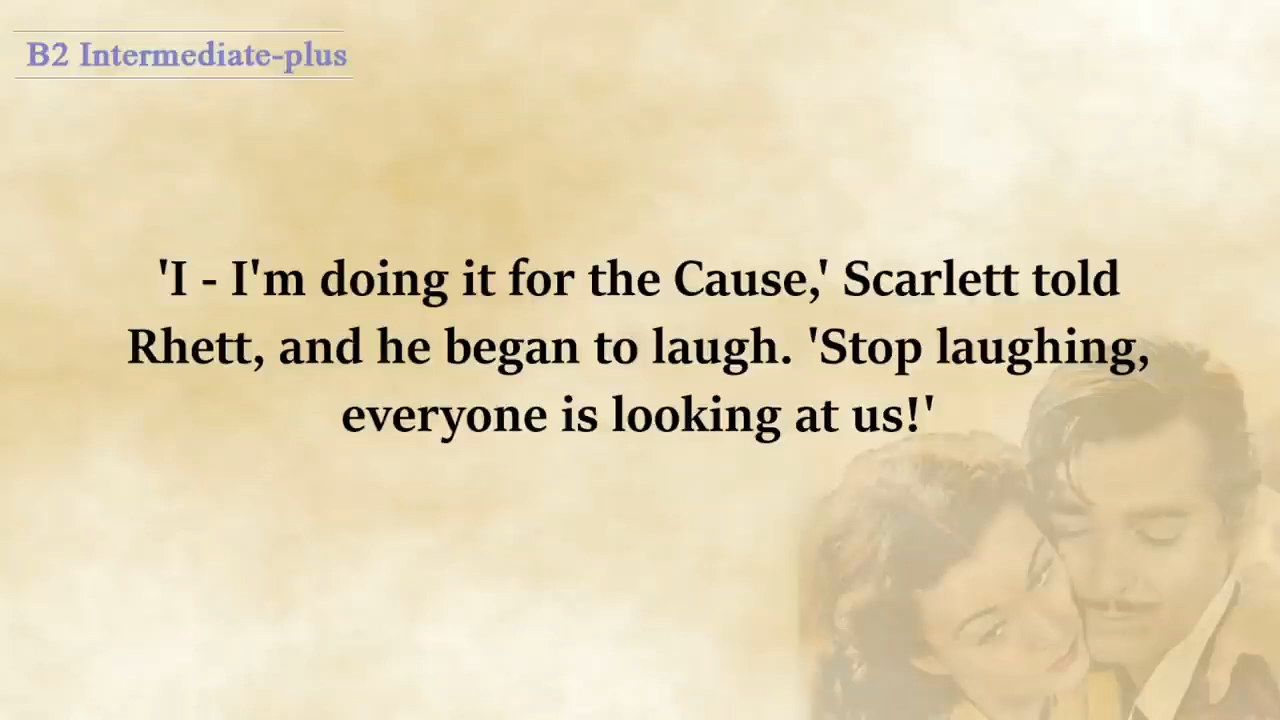 B2 Intermediate-plus
'I - I'm doing it for the Cause,' Scarlett told
Rhett, and he began to laugh. 'Stop laughing,
everyone is looking at us!'